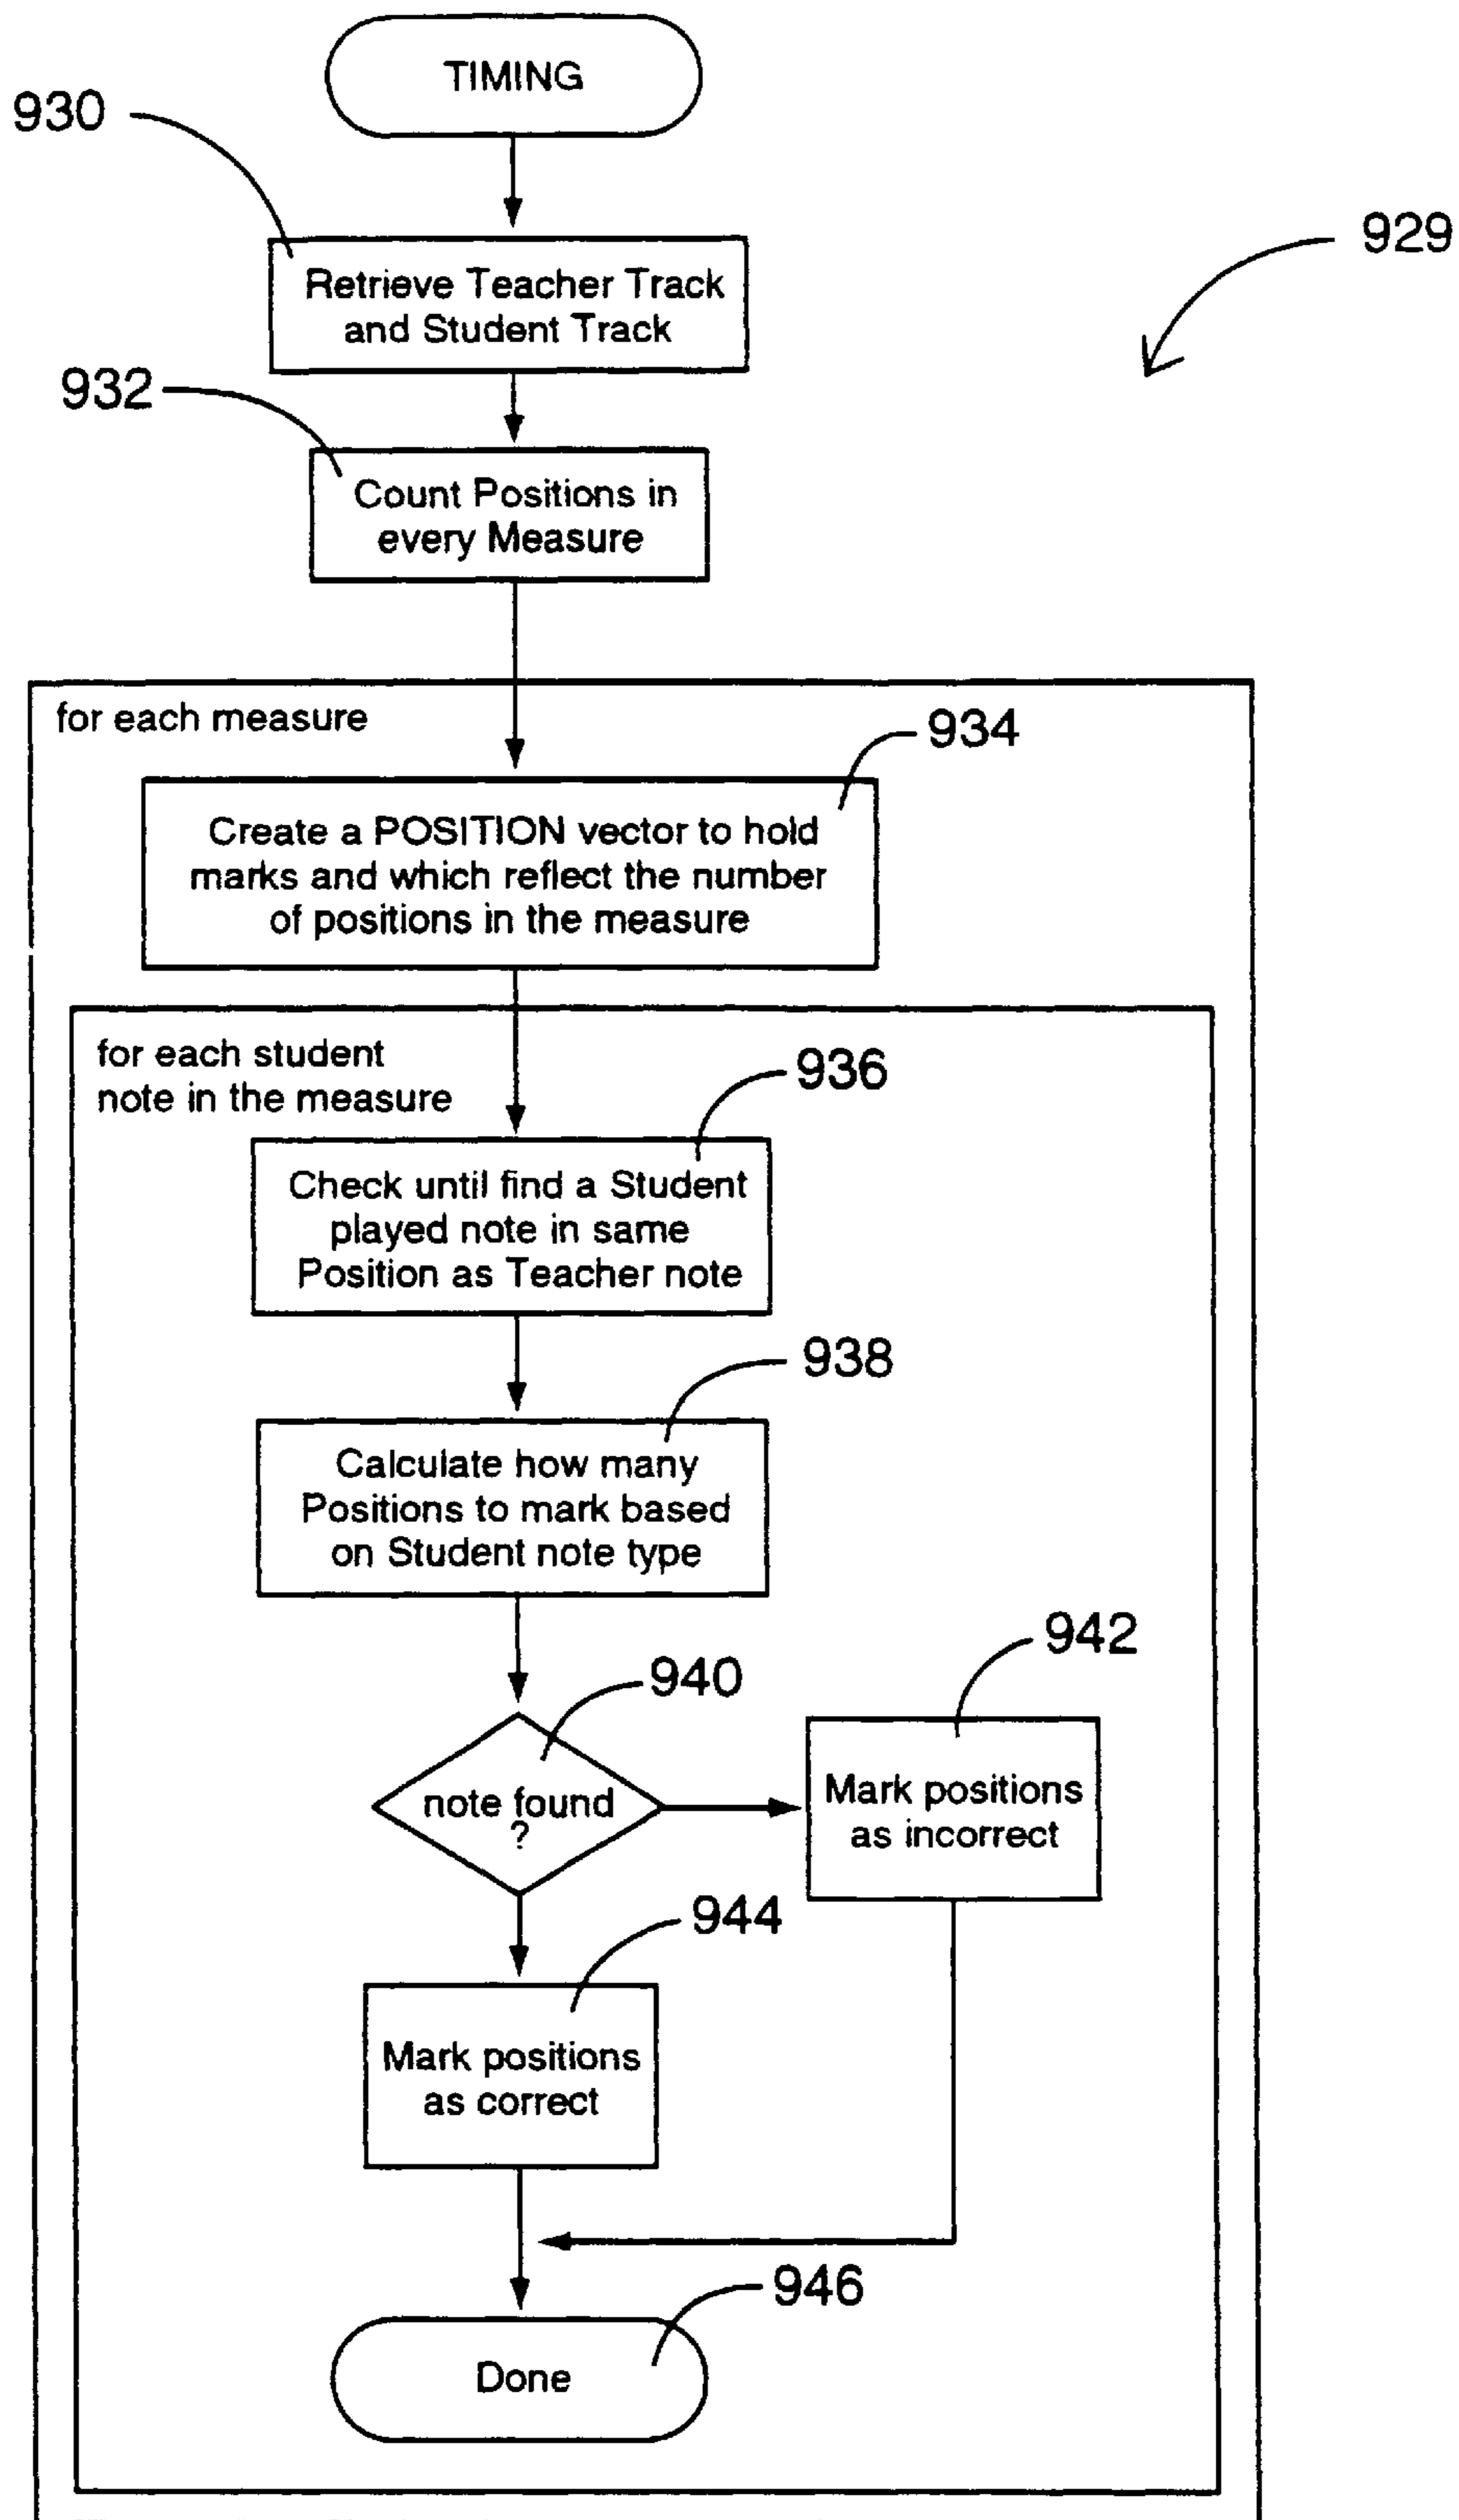 TIMING
930
929
Retrieve Teacher Track
and Student Track
932
Count Positions in
every Measure
for each measure
934
Create a POSITION vector to hold
marks and which reflect the number
of positions in the measure
for each student
note in the measure
936
Check until find a Student
played note in same
Position as Teacher note
938
Calculate how many
Positions to mark based
on Student note type
940
942
note found
?
Mark positions
as incorrect
944
Mark positions
as correct
946
Done